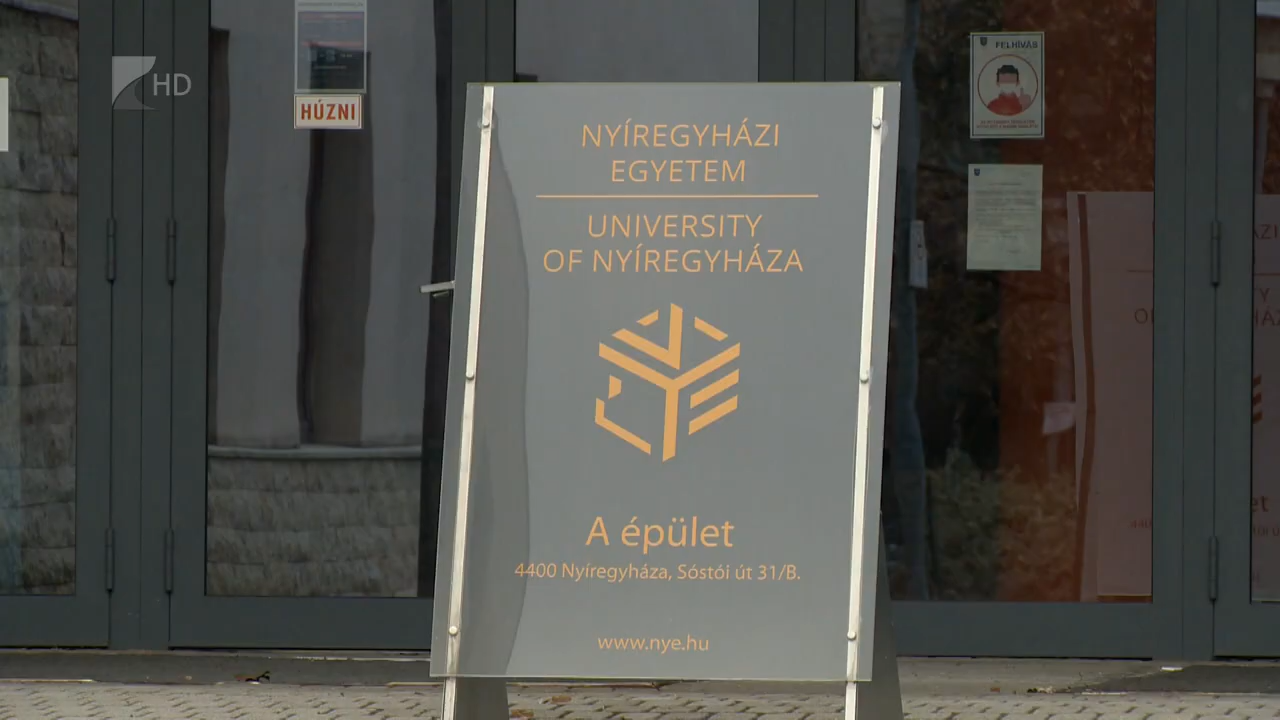 HD
HÚZNI
FELHÍVÁS
NYÍREGYHÁZI
EGYETEM
UNIVERSITY
OF NYÍREGYHÁZA
A épület
4400 Nyíregyháza, Sóstói út 31/B.
www.nye.hu